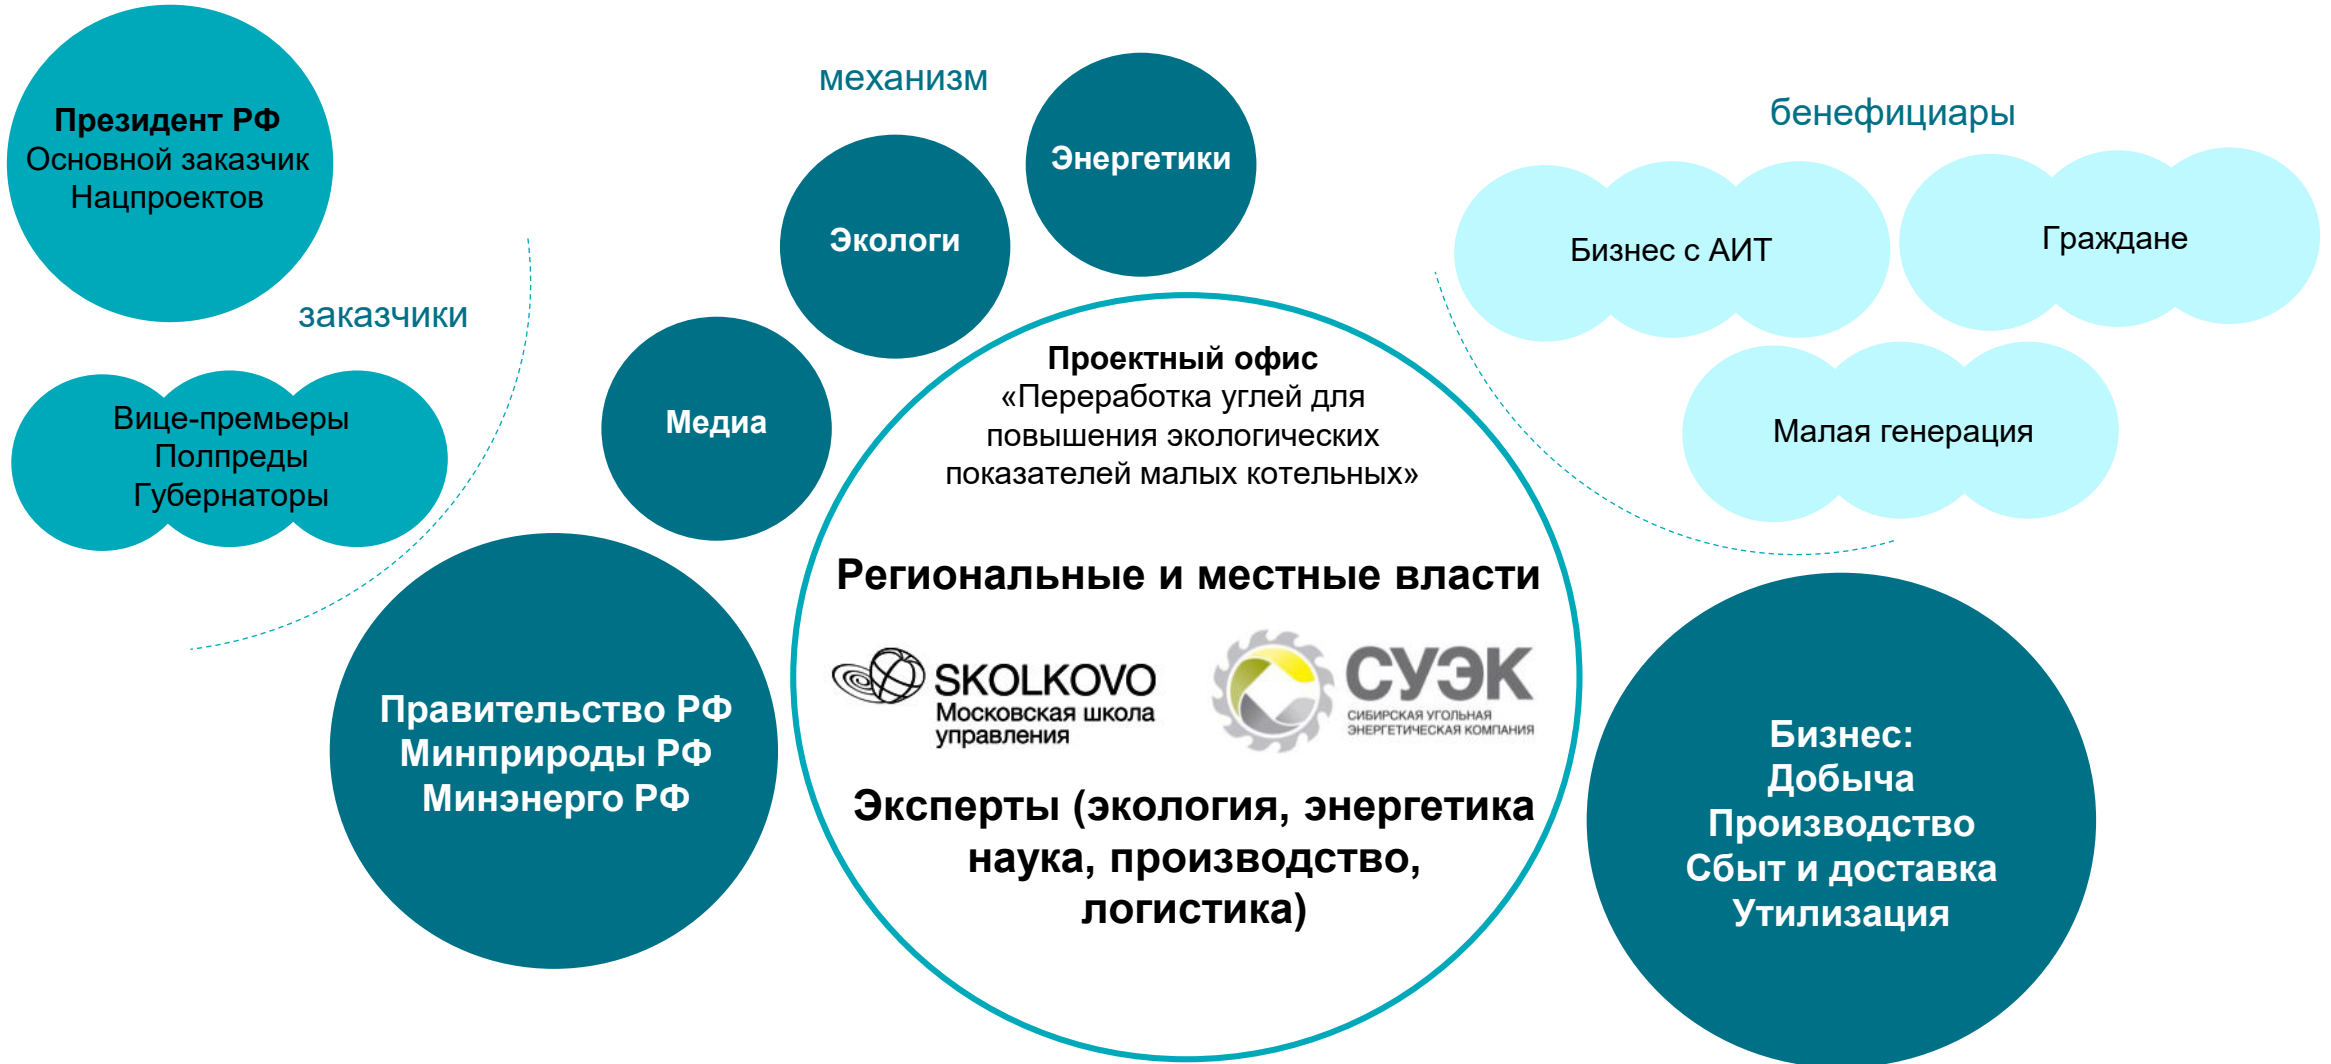 Президент РФ
Основной заказчик
Нацпроектов
заказчики
Вице-премьеры
Полпреды
Губернаторы
механизм
Энергетики
Экологи
Медиа
Правительство РФ
Минприроды РФ
Минэнерго РФ
Проектный офис
«Переработка углей для
повышения экологических
показателей малых котельных»
Региональные и местные власти
SKOLKOVO
Московская школа
управления
СУЭК
СИБИРСКАЯ УГОЛЬНАЯ
ЭНЕРГЕТИЧЕСКАЯ КОМПАНИЯ
Эксперты (экология, энергетика
наука, производство,
логистика)
бенефициары
Бизнес с АИТ
Граждане
Малая генерация
Бизнес:
Добыча
Производство
Сбыт и доставка
Утилизация